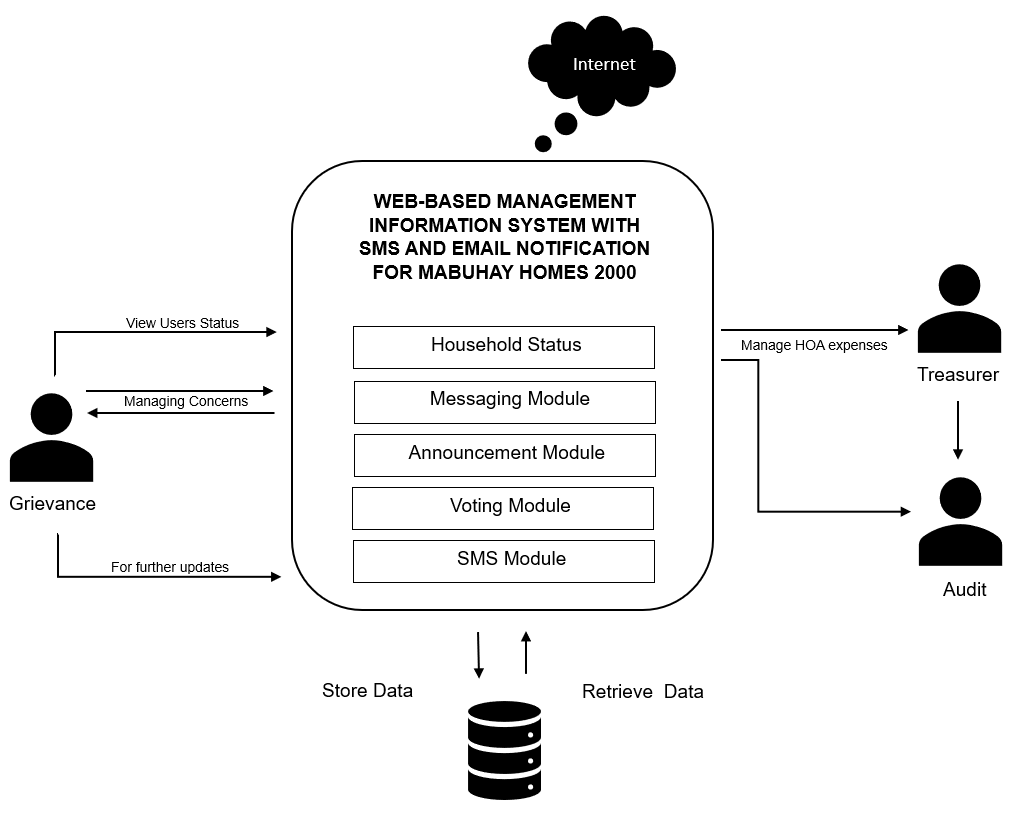 Internet
WEB-BASED MANAGEMENT
INFORMATION SYSTEM WITH
SMS AND EMAIL NOTIFICATION
FOR MABUHAY HOMES 2000
View Users Status
Managing Concerns
Grievance
For further updates
Household Status
Messaging Module
Announcement Module
Voting Module
SMS Module
Manage HOA expenses
Treasurer
Audit
Store Data
Retrieve  Data